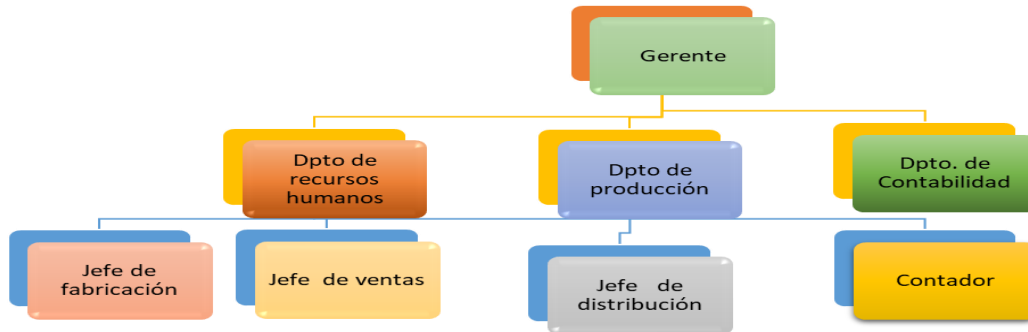 Gerente
Dpto de
recursos
humanos
Dpto de
producción
Dpto. de
Contabilidad
Jefe de
fabricación
Jefe de ventas
Jefe de
distribución
Contador